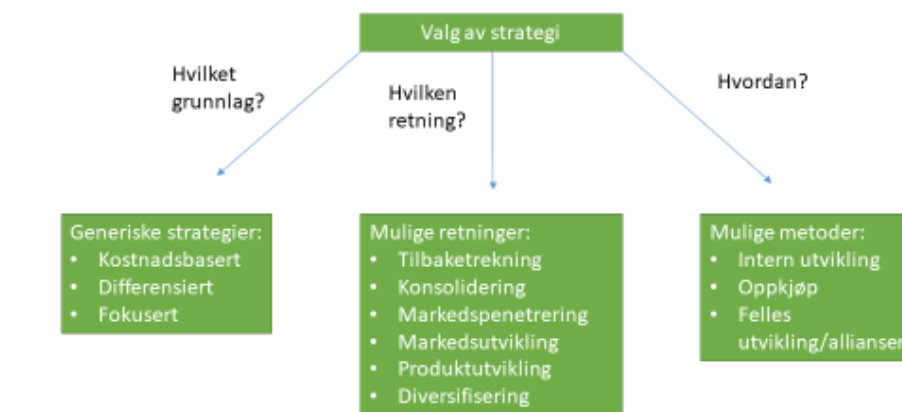 Valg av strategi
Hvilket
grunnlag?
Hvilken
retning?
Hvordan?
Generiske strategier:
• Kostnadsbasert
• Differensiert
• Fokusert
Mulige retninger:
• Tilbaketrekning
• Konsolidering
• Markedspenetrering
• Markedsutvikling
• Produktutvikling
• Diversifisering
Mulige metoder:
• Intern utvikling
• Oppkjøp
• Felles
utvikling/allianser